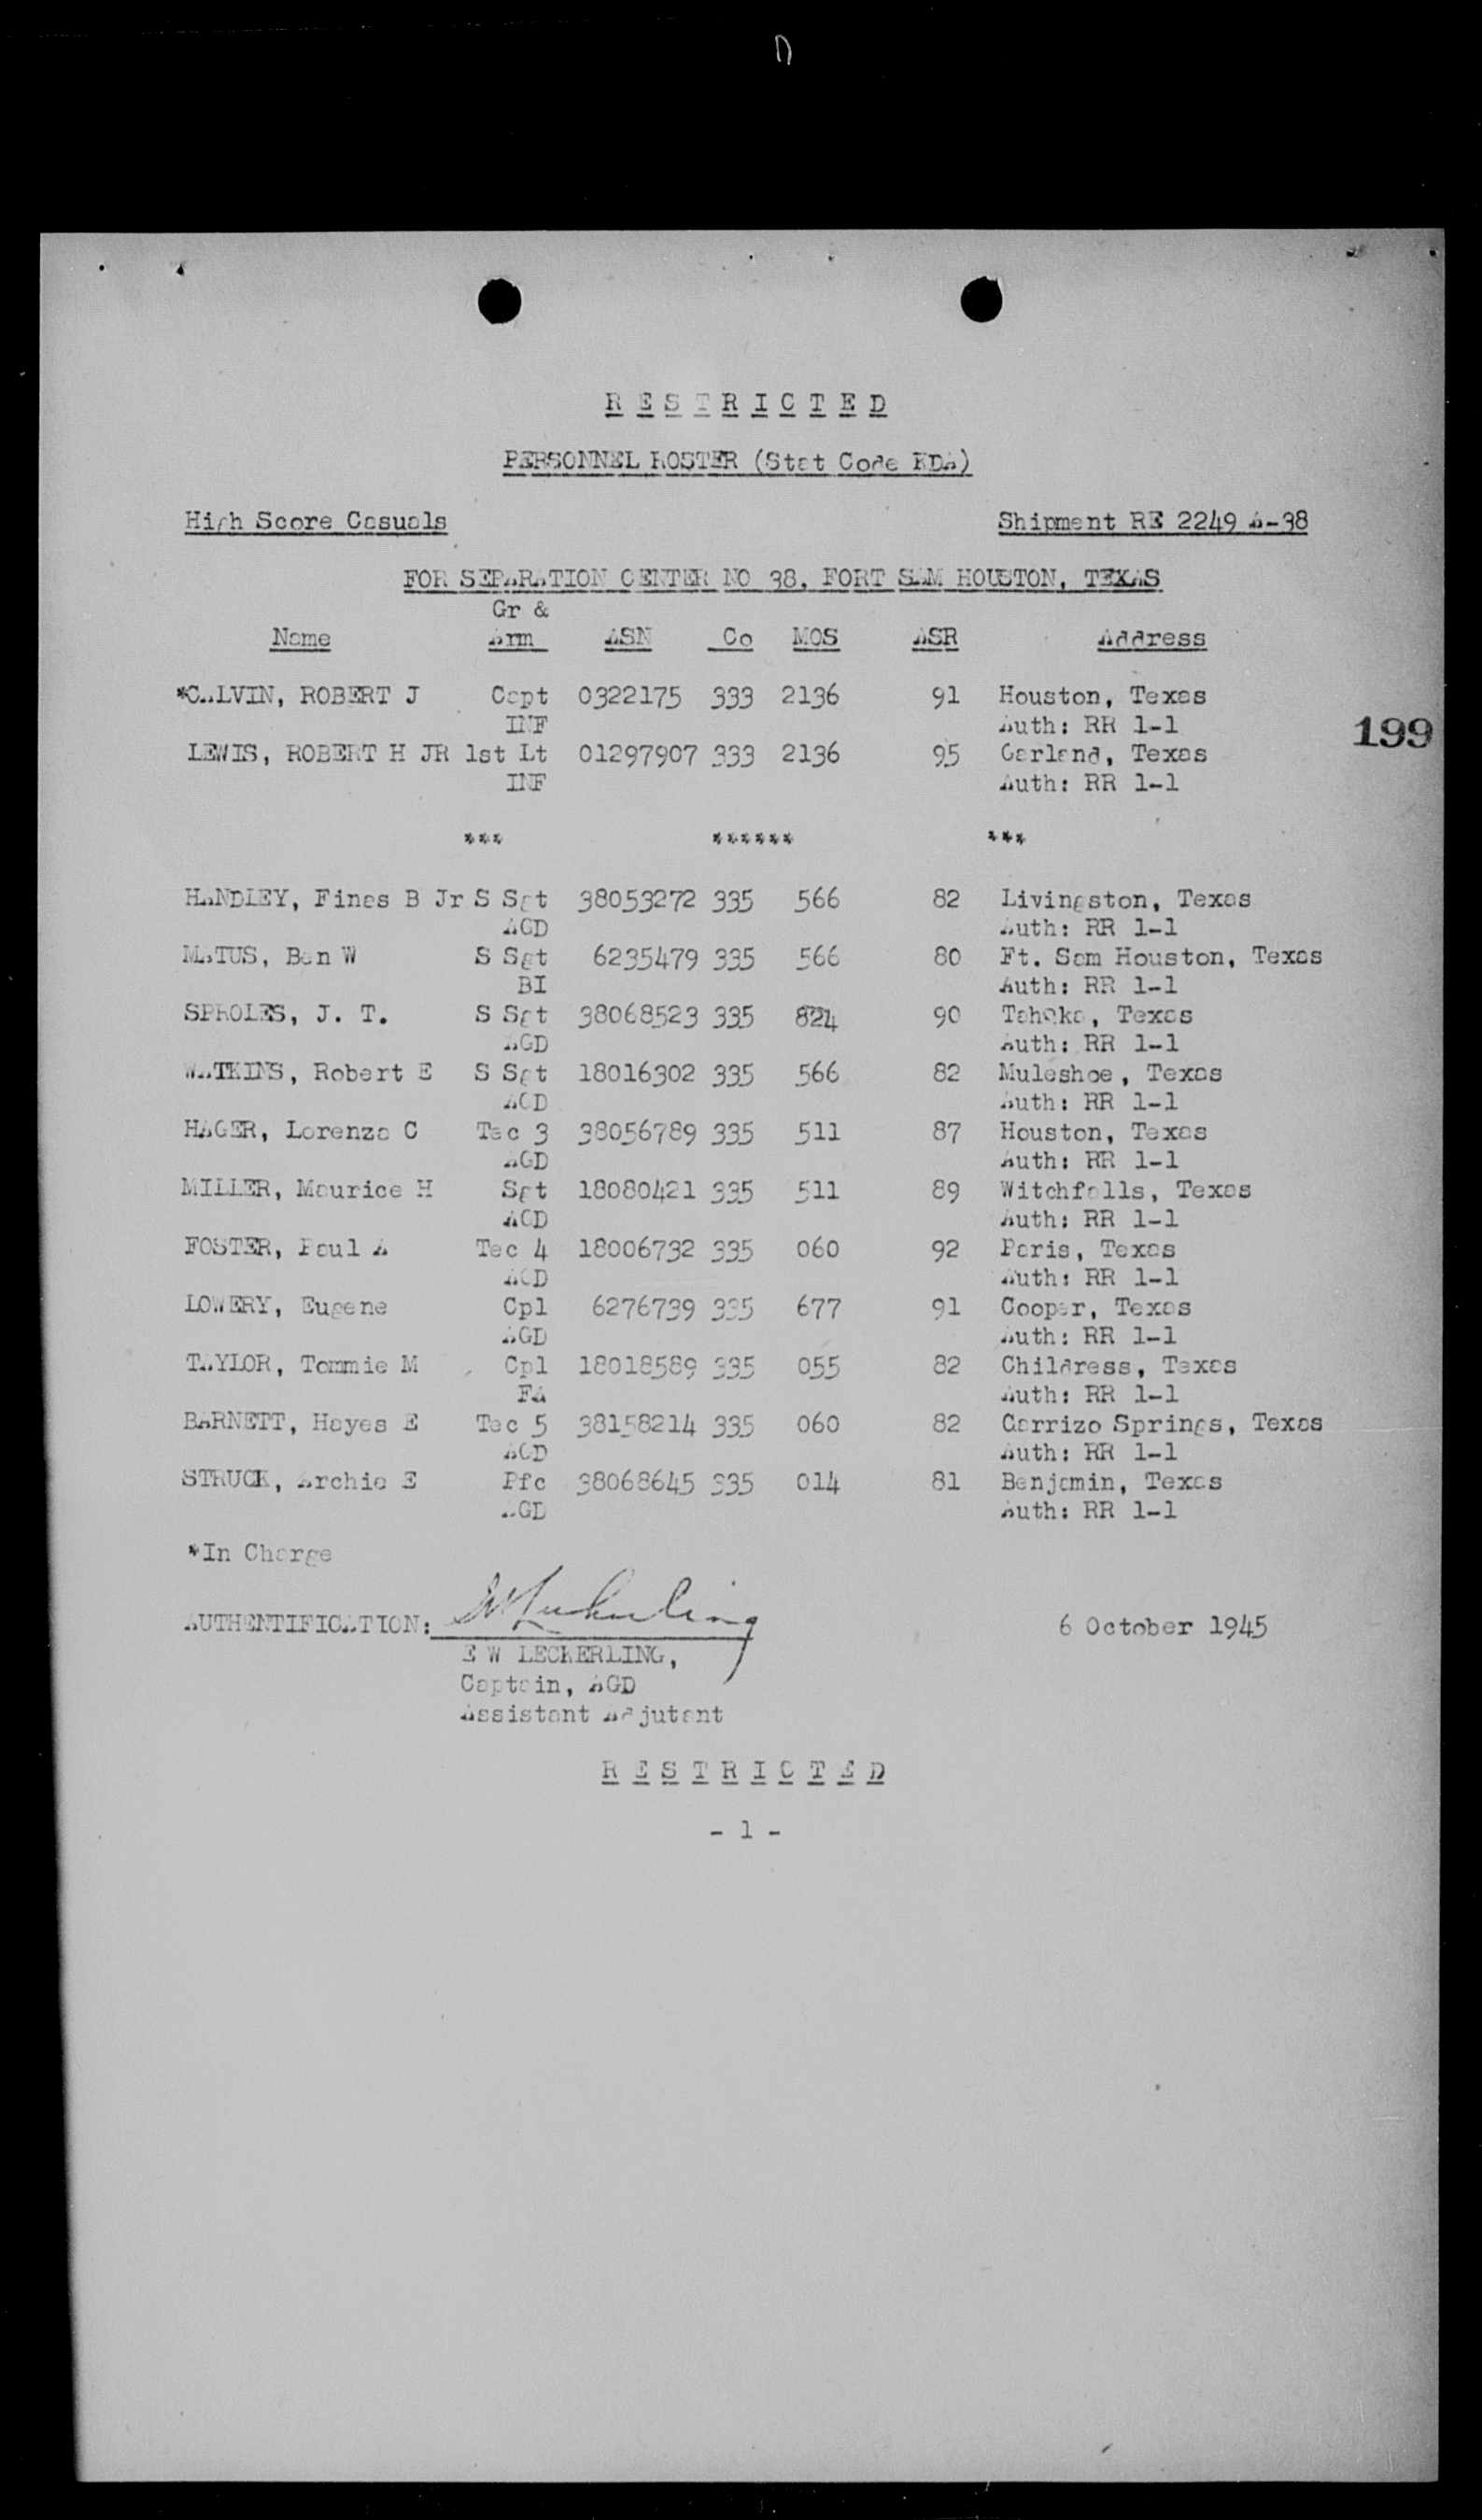 RESTRICTED
PERSONNEL ROSTER (Stat Code KDA)
High Score Casuals Shipment RE 2249 A-38
FOR SEPARATION CENTER NO 38, FORT SAM HOUSTON, TEXAS
Gr &
Name Arm ASN Co MOS ASR Address
*CALVIN, ROBERT J Capt 0322175 333 2136 91 Houston, Texas
INF Auth: RR 1-1
199
LEWIS, ROBERT H JR 1st Lt 01297907 333 2136 95 Garland, Texas
INF Auth: RR 1-1
*** ****** ***
HANDLEY, Fines B Jr S Sgt 38053272 335 566 82 Livingston, Texas
AGD Auth: RR 1-1
MATUS, Ben W S Sgt 6235479 335 566 80 Ft. Sam Houston, Texas
BI Auth: RR 1-1
SPROLES, J. T. S Sgt 38068523 335 824 90 Tahoka, Texas
AGD Auth: RR 1-1
WATKINS, Robert E S Sgt 18016302 335 566 82 Muleshoe, Texas
AGD Auth: RR 1-1
HAGER, Lorenzo C Tec 3 38056789 335 511 87 Houston, Texas
AGD Auth: RR 1-1
MILLER, Maurice H Sgt 18080421 335 511 89 Witchfalls, Texas
AGD Auth: RR 1-1
FOSTER, Paul A Tec 4 18006732 335 060 92 Paris, Texas
AGD Auth: RR 1-1
LOWERY, Eugene Cpl 6276739 335 677 91 Cooper, Texas
AGD Auth: RR 1-1
TAYLOR, Tommie M Cpl 18018589 335 055 82 Childress, Texas
FA Auth: RR 1-1
BARNETT, Hayes E Tec 5 38158214 335 060 82 Carrizo Springs, Texas
AGD Auth: RR 1-1
STRUCK, Archie E Pfc 38068645 335 014 81 Benjamin, Texas
AGD Auth: RR 1-1
*In Charge
AUTHENTIFICATION: EW Leckerling 6 October 1945
E W LECKERLING,
Captain, AGD
Assistant Adjutant
RESTRICTED
- 1 -